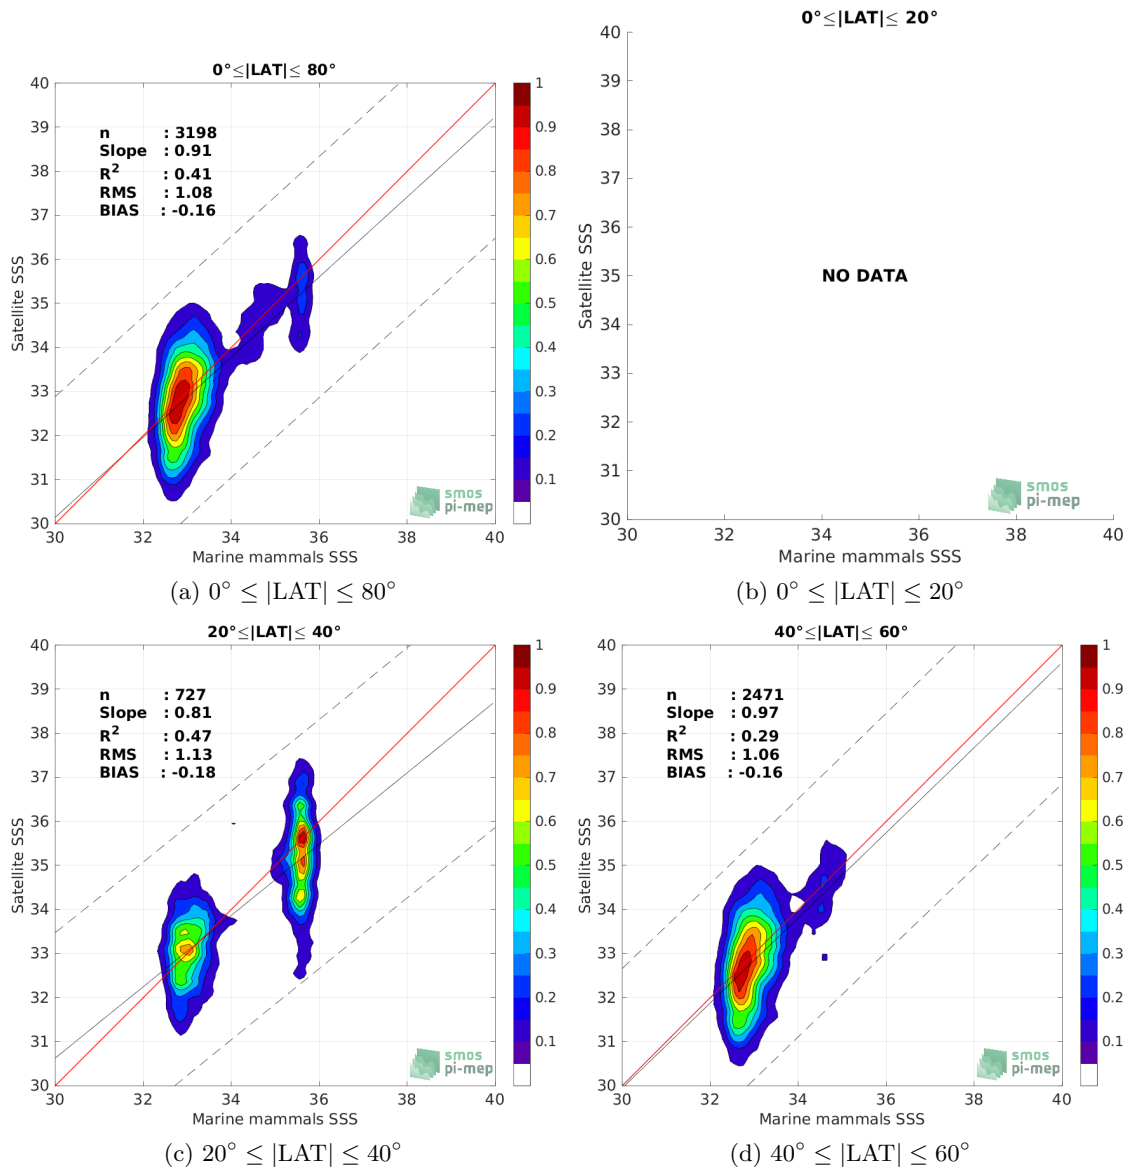 0°≤|LAT|≤ 80°
40
39
38
37
36
35
34
33
32
31
30
Satellite SSS
n : 3198
Slope : 0.91
R² : 0.41
RMS : 1.08
BIAS : -0.16
smos
pi-mep
30 32 34 36 38 40
Marine mammals SSS
1
0.9
0.8
0.7
0.6
0.5
0.4
0.3
0.2
0.1
(a) 0° ≤ |LAT| ≤ 80°
0°≤|LAT|≤ 20°
40
39
38
37
36
35
34
33
32
31
30
Satellite SSS
NO DATA
smos
pi-mep
30 32 34 36 38 40
Marine mammals SSS
(b) 0° ≤ |LAT| ≤ 20°
20°≤|LAT|≤ 40°
40
39
38
37
36
35
34
33
32
31
30
Satellite SSS
n : 727
Slope : 0.81
R² : 0.47
RMS : 1.13
BIAS : -0.18
smos
pi-mep
30 32 34 36 38 40
Marine mammals SSS
1
0.9
0.8
0.7
0.6
0.5
0.4
0.3
0.2
0.1
(c) 20° ≤ |LAT| ≤ 40°
40°≤|LAT|≤ 60°
40
39
38
37
36
35
34
33
32
31
30
Satellite SSS
n : 2471
Slope : 0.97
R² : 0.29
RMS : 1.06
BIAS : -0.16
smos
pi-mep
30 32 34 36 38 40
Marine mammals SSS
1
0.9
0.8
0.7
0.6
0.5
0.4
0.3
0.2
0.1
(d) 40° ≤ |LAT| ≤ 60°